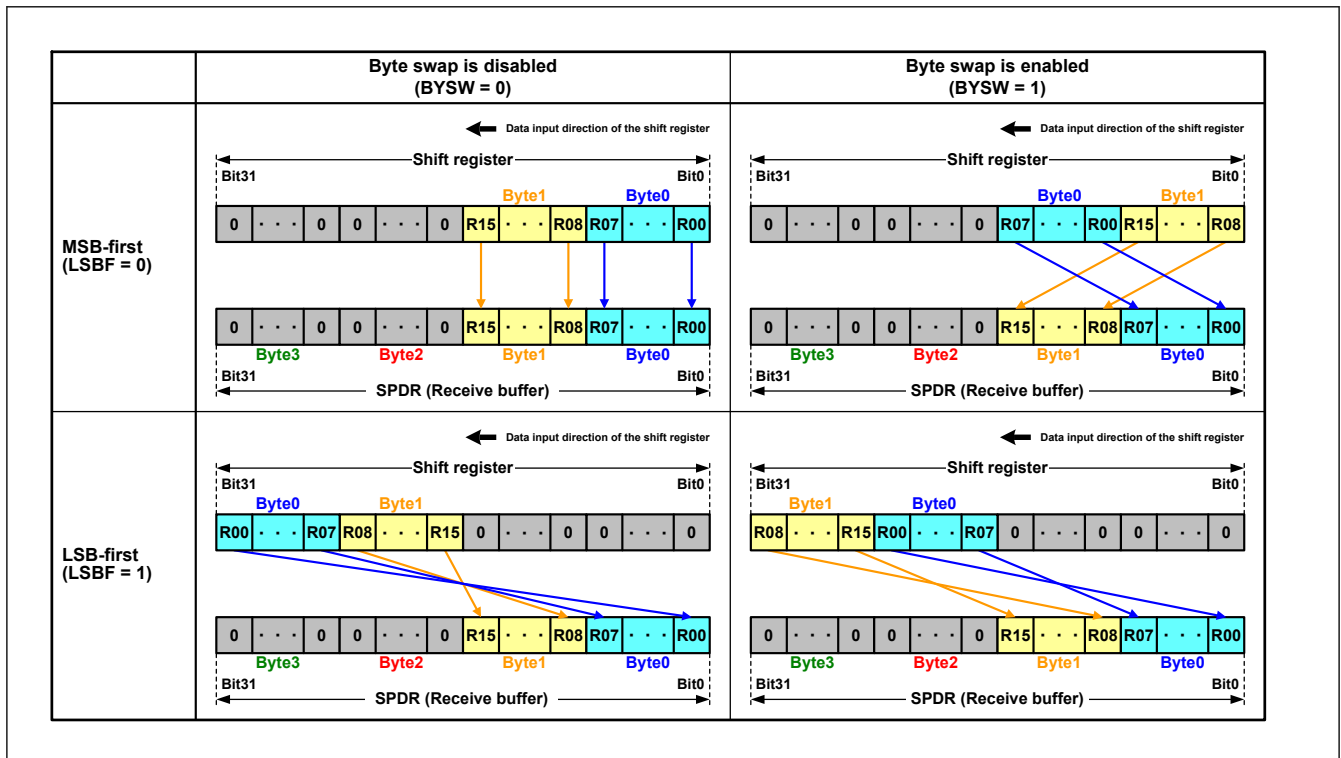 Byte swap is disabled
(BYSW = 0)
Byte swap is enabled
(BYSW = 1)
MSB-first
(LSBF = 0)
Data input direction of the shift register
Shift register
Bit31 Bit0
Byte1 Byte0
0 · · · 0 0 · · · 0 R15 · · · R08 R07 · · · R00
0 · · · 0 0 · · · 0 R15 · · · R08 R07 · · · R00
Byte3 Byte2 Byte1 Byte0
Bit31 Bit0
SPDR (Receive buffer)
Data input direction of the shift register
Shift register
Bit31 Bit0
Byte0 Byte1
0 · · · 0 0 · · · 0 R07 · · · R00 R15 · · · R08
0 · · · 0 0 · · · 0 R15 · · · R08 R07 · · · R00
Byte3 Byte2 Byte1 Byte0
Bit31 Bit0
SPDR (Receive buffer)
LSB-first
(LSBF = 1)
Data input direction of the shift register
Shift register
Bit31 Bit0
Byte0 Byte1
R00 · · · R07 R08 · · · R15 0 · · · 0 0 · · · 0
0 · · · 0 0 · · · 0 R15 · · · R08 R07 · · · R00
Byte3 Byte2 Byte1 Byte0
Bit31 Bit0
SPDR (Receive buffer)
Data input direction of the shift register
Shift register
Bit31 Bit0
Byte1 Byte0
R08 · · · R15 R00 · · · R07 0 · · · 0 0 · · · 0
0 · · · 0 0 · · · 0 R15 · · · R08 R07 · · · R00
Byte3 Byte2 Byte1 Byte0
Bit31 Bit0
SPDR (Receive buffer)